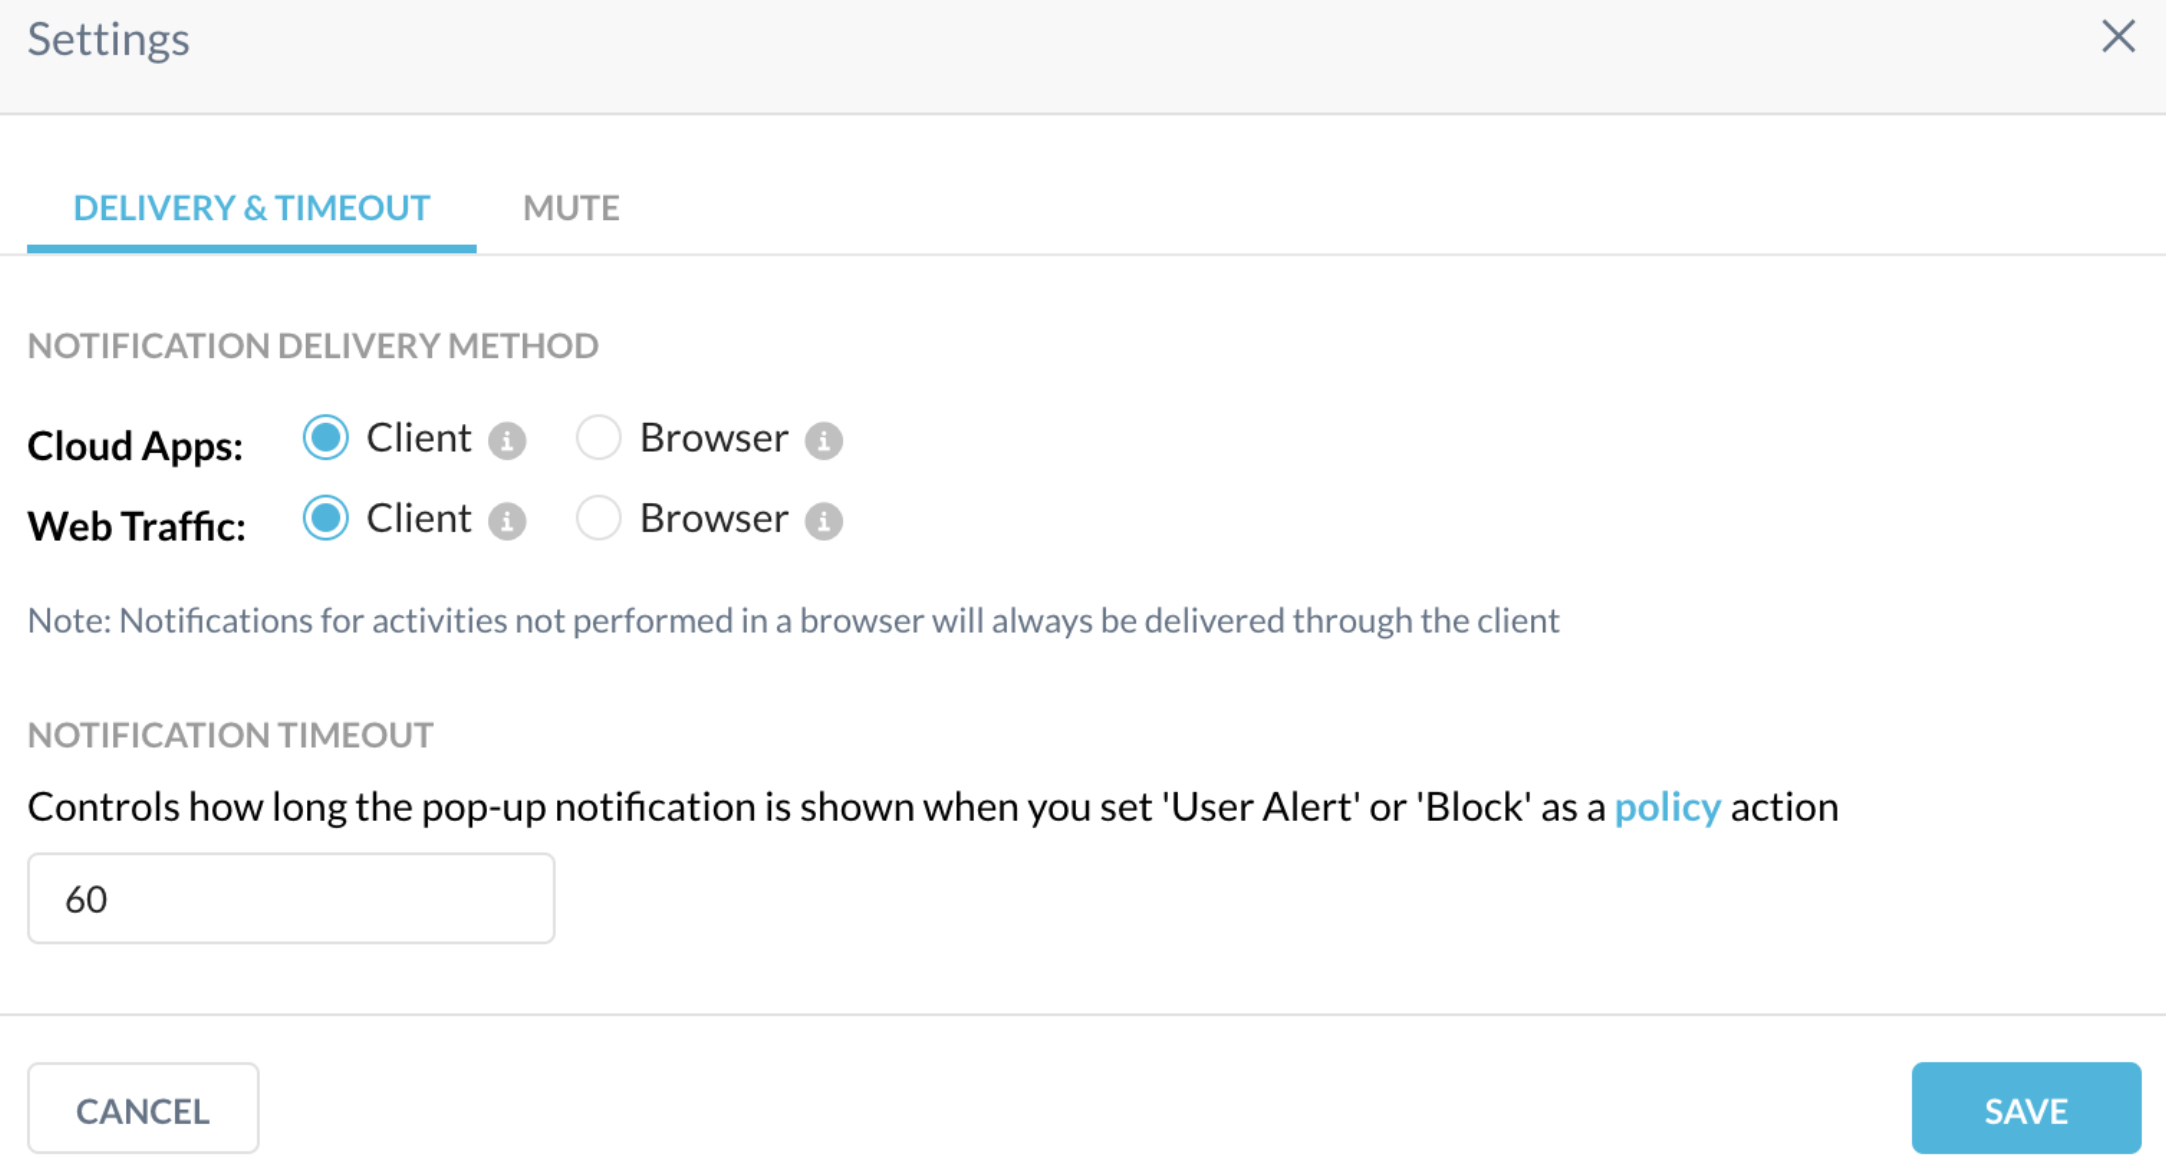 Settings
DELIVERY & TIMEOUT MUTE
NOTIFICATION DELIVERY METHOD
Cloud Apps: Client Browser
Web Traffic: Client Browser
Note: Notifications for activities not performed in a browser will always be delivered through the client
NOTIFICATION TIMEOUT
Controls how long the pop-up notification is shown when you set 'User Alert' or 'Block' as a policy action
60
CANCEL SAVE